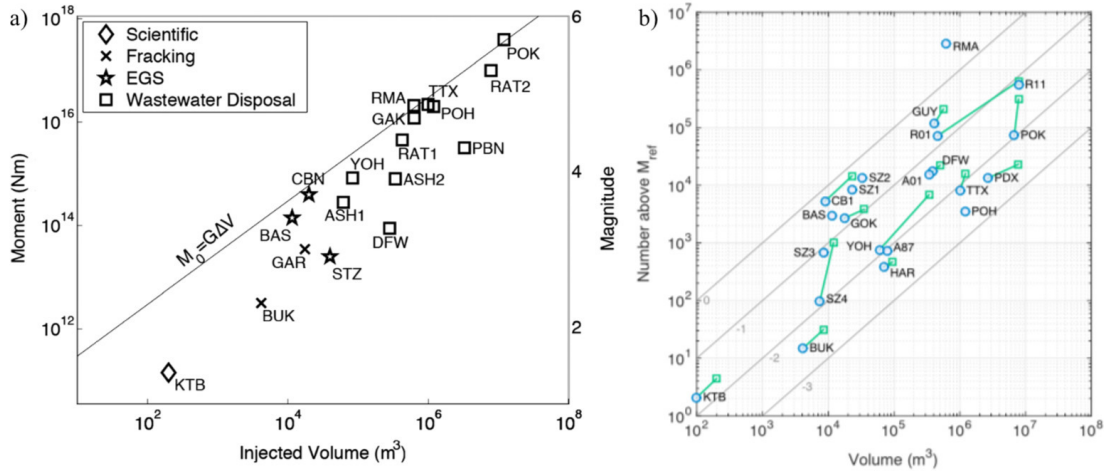 a)
10^18
10^16
10^14
10^12
Moment (Nm)
Scientific
Fracking
EGS
Wastewater Disposal
M0=GΔV
POK
RAT2
TTX
RMA
GAK
POH
RAT1
PBN
YOH
ASH2
CBN
ASH1
BAS
DFW
GAR
STZ
BUK
KTB
6
4
2
Magnitude
10^2
10^4
10^6
10^8
Injected Volume (m^3)
b)
10^7
10^6
10^5
10^4
10^3
10^2
10^1
10^0
Number above Mref
RMA
R11
GUY
R01
POK
DFW
A01
PDX
SZ2
SZ1
TTX
CB1
BAS
GOK
POH
YOH
A87
SZ3
HAR
SZ4
BUK
KTB
0
-1
-2
-3
10^2
10^3
10^4
10^5
10^6
10^7
10^8
Volume (m^3)